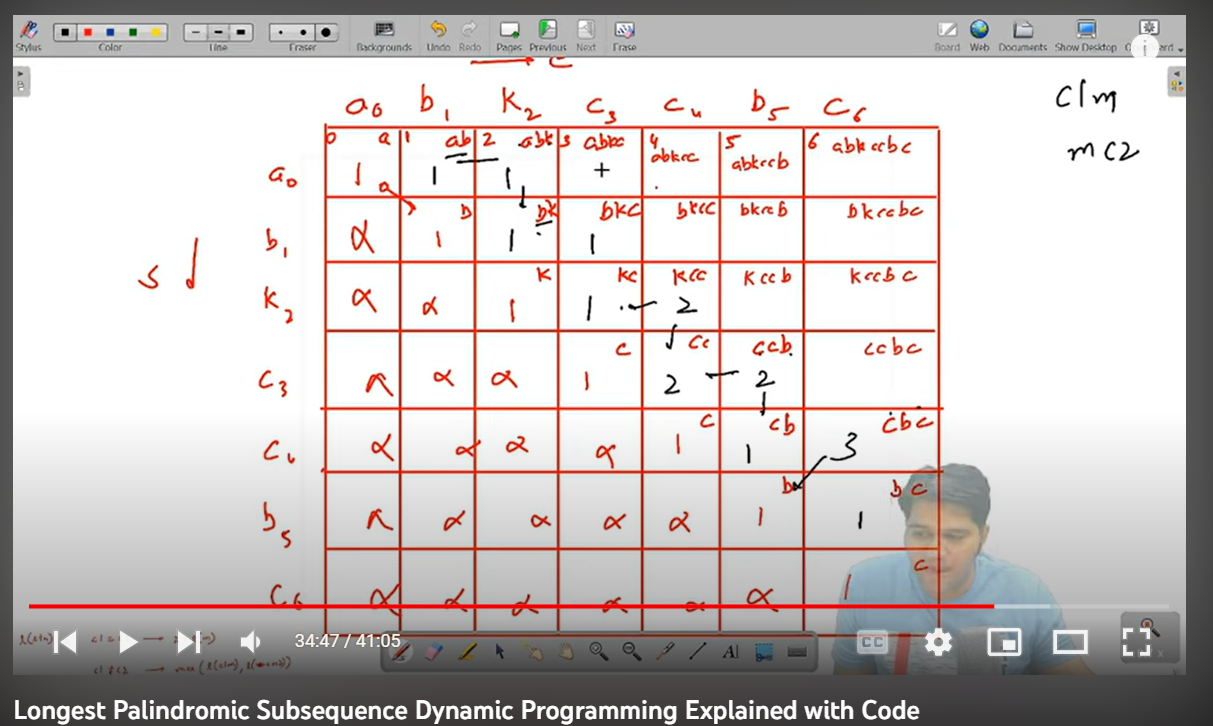 Stylus Color Line Eraser Backgrounds Undo Redo Pages Previous Next Erase Board Web Documents Show Desktop
a0 b1 k2 c3 c4 b5 c6
c1m
mc2
0 a 1 ab 2 abk 3 abkc 4 abkcc 5 abkccb 6 abkccbc
a0 1 1 1 +
b bk bkc bkcc bkccb bkccbc
b1 α 1 1 1
k kc kcc kccb kccbc
k2 α α 1 1 2
s
c cc ccb ccbc
c3 α α α 1 2 2
c cb cbc
c4 α α α α 1 1 3
b bc
b5 α α α α α 1 1
c
c6 α α α α α α 1
34:47 / 41:05
CC
Longest Palindromic Subsequence Dynamic Programming Explained with Code